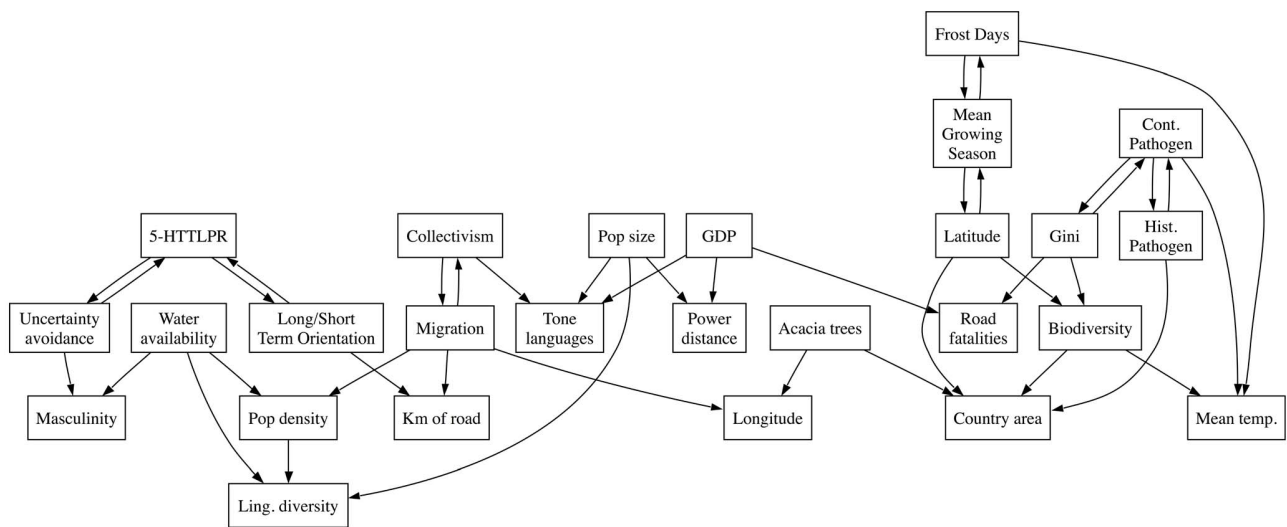 Frost Days
Mean
Growing
Season
Cont.
Pathogen
5-HTTLPR
Collectivism
Pop size
GDP
Latitude
Gini
Hist.
Pathogen
Uncertainty
avoidance
Water
availability
Long/Short
Term Orientation
Migration
Tone
languages
Power
distance
Acacia trees
Road
fatalities
Biodiversity
Masculinity
Pop density
Km of road
Longitude
Country area
Mean temp.
Ling. diversity